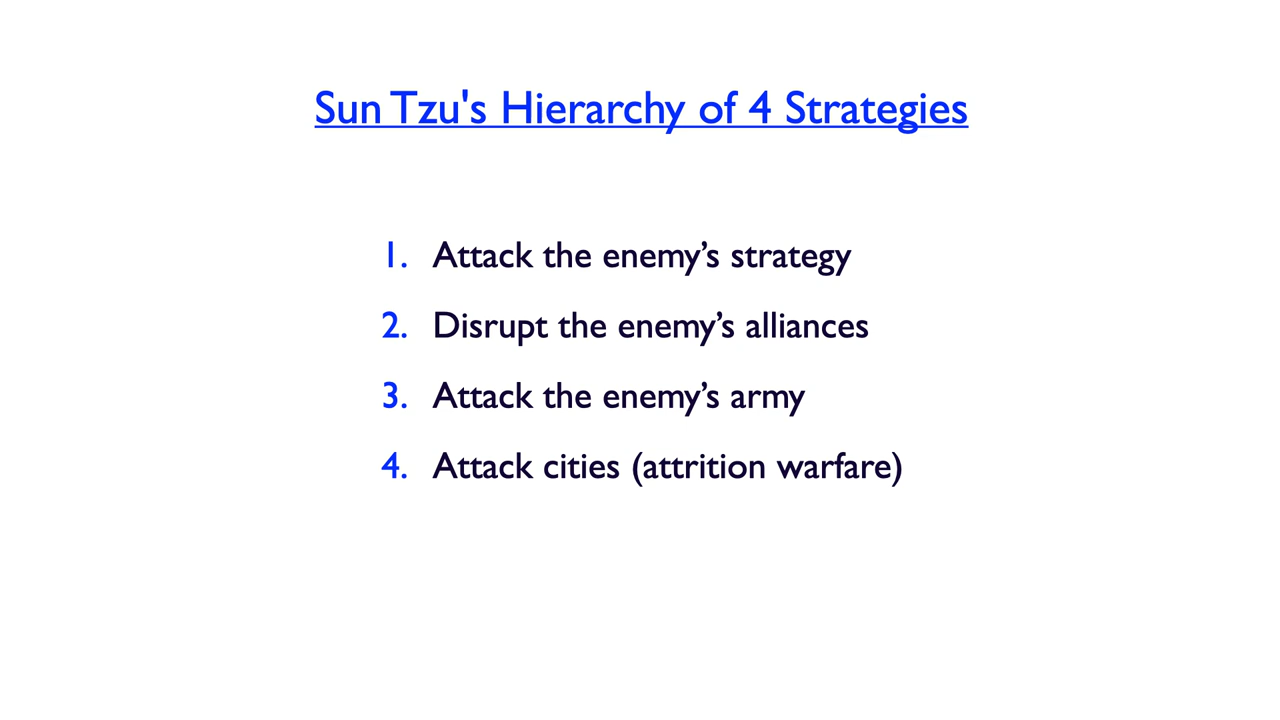 Sun Tzu's Hierarchy of 4 Strategies
1. Attack the enemy’s strategy
2. Disrupt the enemy’s alliances
3. Attack the enemy’s army
4. Attack cities (attrition warfare)